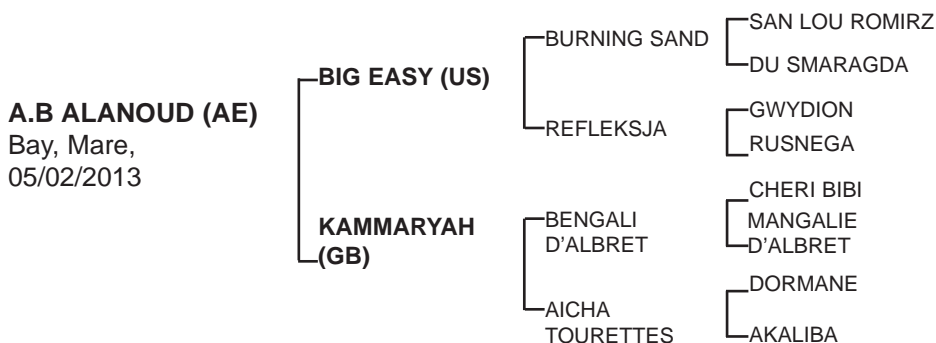 A.B ALANOUD (AE)
Bay, Mare,
05/02/2013
BIG EASY (US)
KAMMARYAH
(GB)
BURNING SAND
REFLEKSJA
BENGALI
D'ALBRET
AICHA
TOURETTES
SAN LOU ROMIRZ
DU SMARAGDA
GWYDION
RUSNEGA
CHERI BIBI
MANGALIE
D'ALBRET
DORMANE
AKALIBA